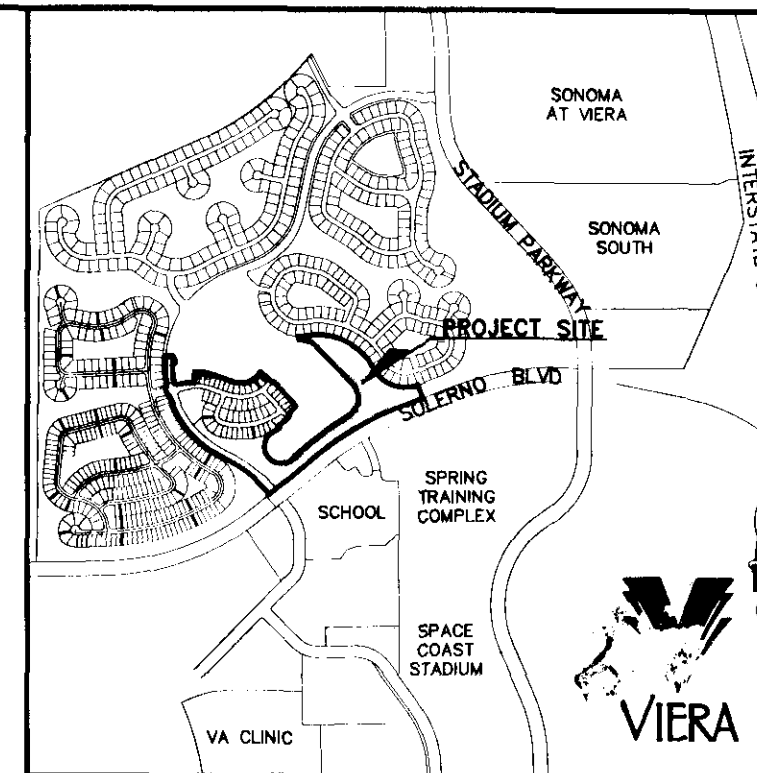 SONOMA
AT VIERA
STADIUM PARKWAY
SONOMA
SOUTH
PROJECT SITE
SOLERNO BLVD
SPRING
TRAINING
COMPLEX
SCHOOL
SPACE
COAST
STADIUM
VIERA
VA CLINIC